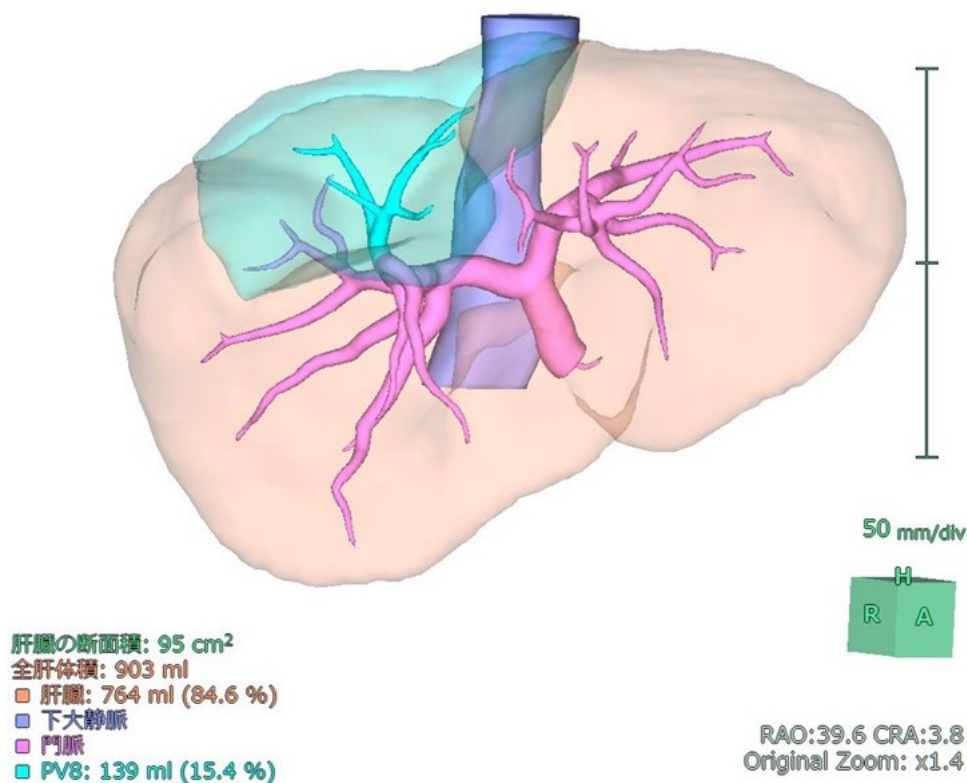 50 mm/div
H
R
A
肝臓の断面積: 95 cm²
全肝体積: 903 ml
肝臓: 764 ml (84.6 %)
下大静脈
門脈
PV8: 139 ml (15.4 %)
RAO:39.6 CRA:3.8
Original Zoom: x1.4